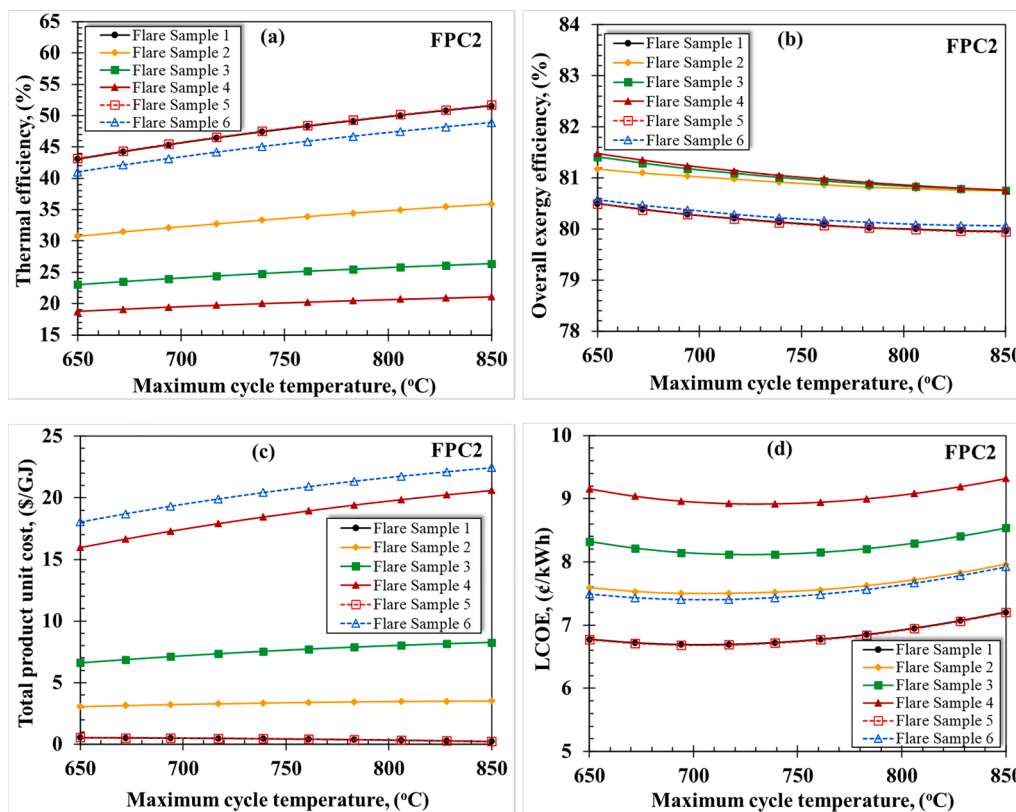 (a)
FPC2
Flare Sample 1
Flare Sample 2
Flare Sample 3
Flare Sample 4
Flare Sample 5
Flare Sample 6
Thermal efficiency, (%)
65
60
55
50
45
40
35
30
25
20
15
650
700
750
800
850
Maximum cycle temperature, (°C)
(b)
FPC2
Flare Sample 1
Flare Sample 2
Flare Sample 3
Flare Sample 4
Flare Sample 5
Flare Sample 6
Overall exergy efficiency, (%)
84
83
82
81
80
79
78
650
700
750
800
850
Maximum cycle temperature, (°C)
(c)
FPC2
Flare Sample 1
Flare Sample 2
Flare Sample 3
Flare Sample 4
Flare Sample 5
Flare Sample 6
Total product unit cost, ($/GJ)
25
20
15
10
5
0
650
700
750
800
850
Maximum cycle temperature, (°C)
(d)
FPC2
Flare Sample 1
Flare Sample 2
Flare Sample 3
Flare Sample 4
Flare Sample 5
Flare Sample 6
LCOE, (¢/kWh)
10
9
8
7
6
5
650
700
750
800
850
Maximum cycle temperature, (°C)